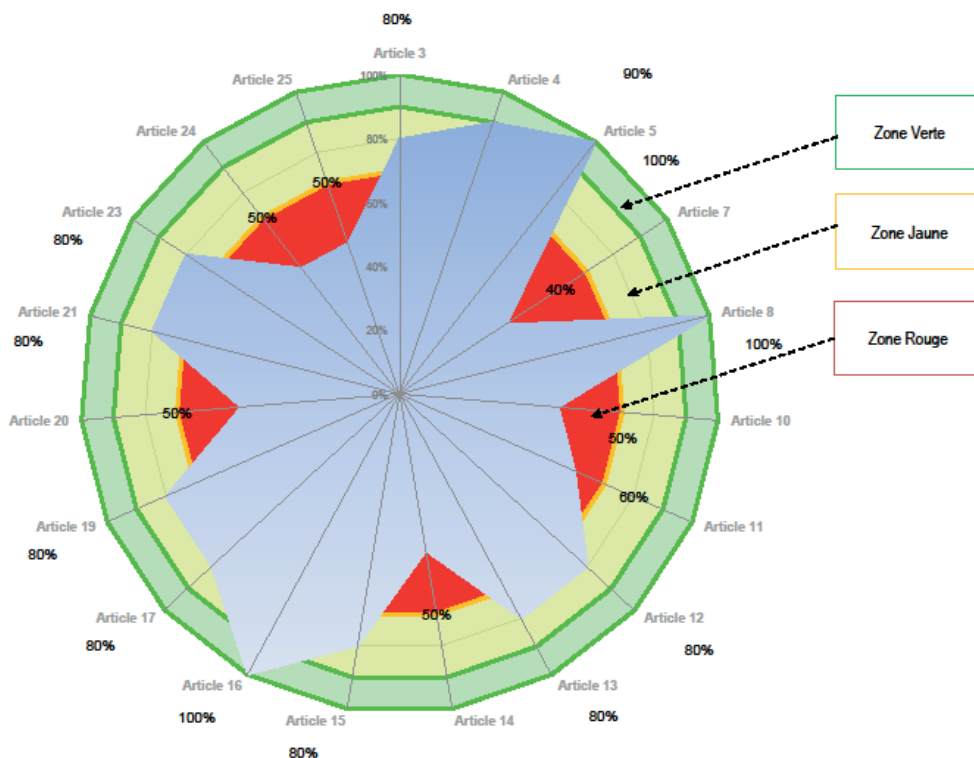 80%
Article 3
100%
Article 25
Article 4
90%
Article 24
Article 5
Zone Verte
80%
100%
50%
60%
Article 23
50%
Article 7
80%
Zone Jaune
40%
40%
Article 21
Article 8
80%
20%
100%
Zone Rouge
0%
Article 20
50%
Article 10
50%
60%
Article 19
Article 11
80%
Article 17
50%
Article 12
80%
80%
Article 16
Article 13
100%
Article 15
Article 14
80%
80%